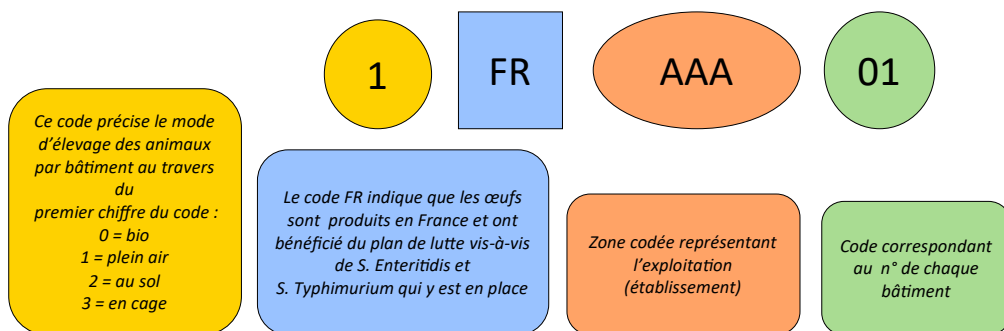 1
FR
AAA
01
Ce code précise le mode
d'élevage des animaux
par bâtiment au travers
du
premier chiffre du code :
0 = bio
1 = plein air
2 = au sol
3 = en cage
Le code FR indique que les œufs
sont produits en France et ont
bénéficié du plan de lutte vis-à-vis
de S. Enteritidis et
S. Typhimurium qui y est en place
Zone codée représentant
l'exploitation
(établissement)
Code correspondant
au n° de chaque
bâtiment